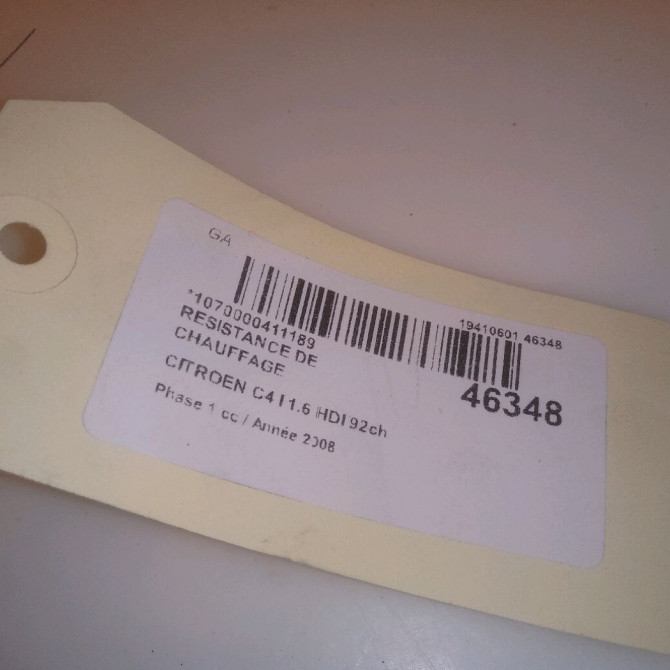 GA
19410601 46348
*1070000411189
RESISTANCE DE
CHAUFFAGE
46348
CITROEN C4 I 1.6 HDI 92ch
Phase 1 cc / Année 2008